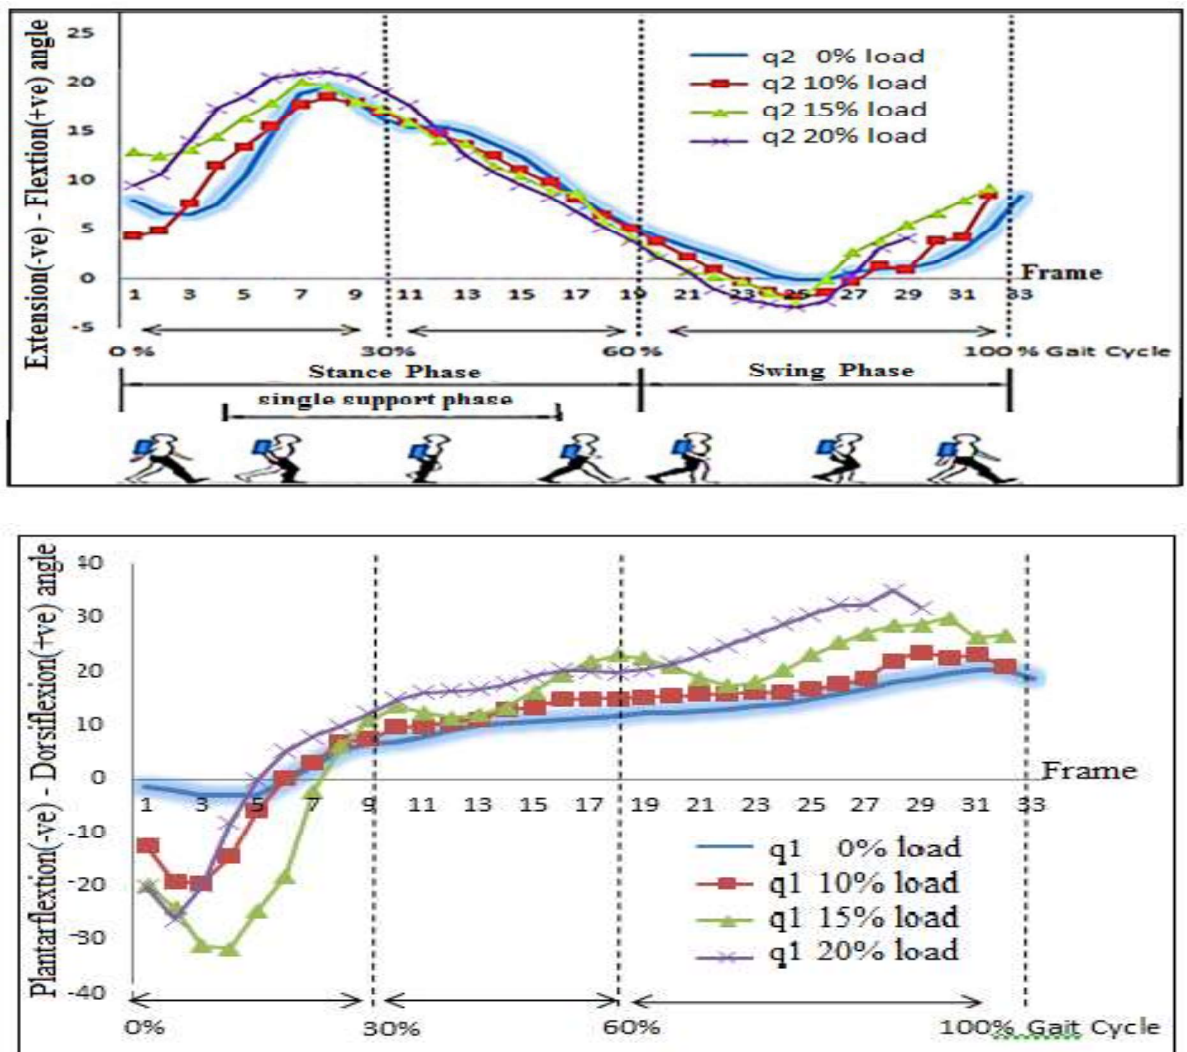 Extension(-ve) - Flextion(+ve) angle
25
20
15
10
5
0
-5
q2 0% load
q2 10% load
q2 15% load
q2 20% load
Frame
1 3 5 7 9 11 13 15 17 19 21 23 25 27 29 31 33
0% 30% 60% 100% Gait Cycle
Stance Phase Swing Phase
single support phase
Plantarflextion(-ve) - Dorsiflexion(+ve) angle
40
30
20
10
0
-10
-20
-30
-40
Frame
1 3 5 7 9 11 13 15 17 19 21 23 25 27 29 31 33
q1 0% load
q1 10% load
q1 15% load
q1 20% load
0% 30% 60% 100% Gait Cycle